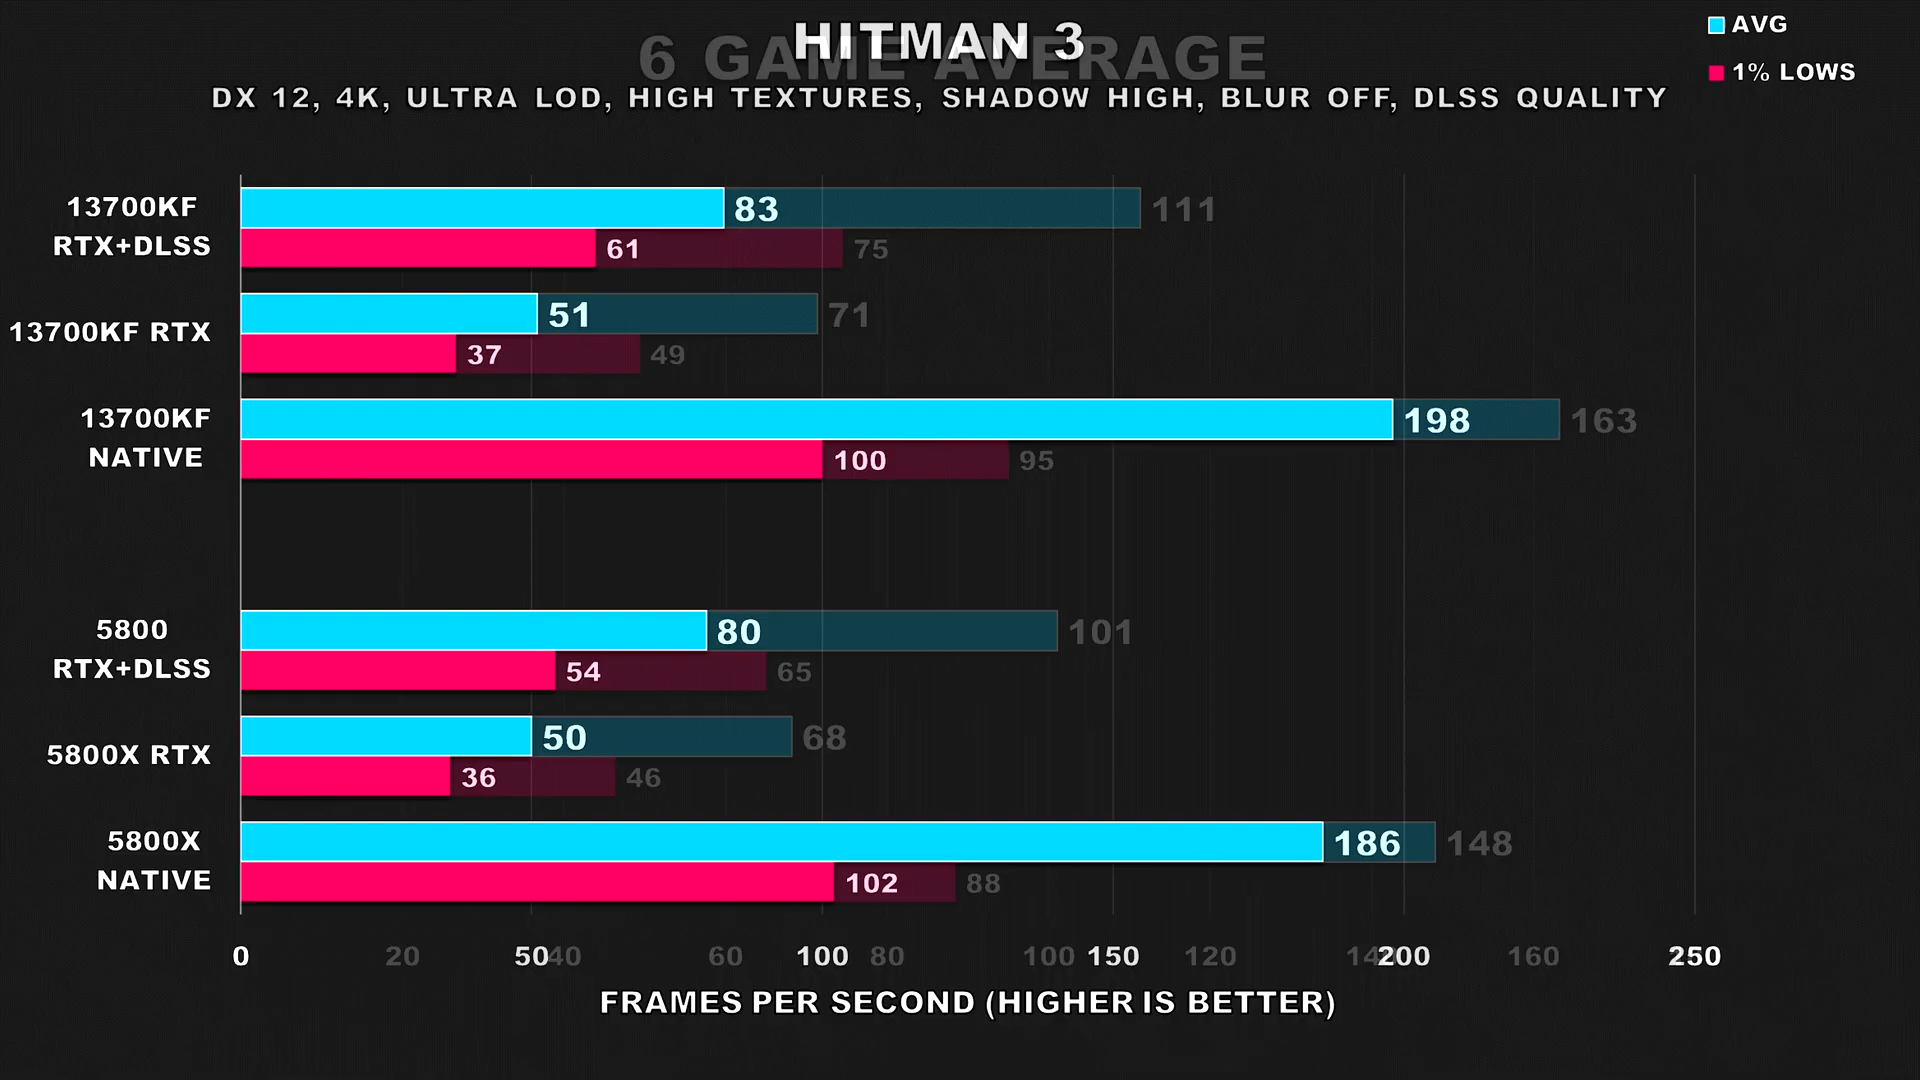 HITMAN 3
6 GAME AVERAGE
DX 12, 4K, ULTRA LOD, HIGH TEXTURES, SHADOW HIGH, BLUR OFF, DLSS QUALITY
AVG
1% LOWS
13700KF
RTX+DLSS
83 111
61 75
13700KF RTX
51 71
37 49
13700KF
NATIVE
198 163
100 95
5800
RTX+DLSS
80 101
54 65
5800X RTX
50 68
36 46
5800X
NATIVE
186 148
102 88
0 50 100 150 200 250
20 40 60 80 100 120 160
FRAMES PER SECOND (HIGHER IS BETTER)